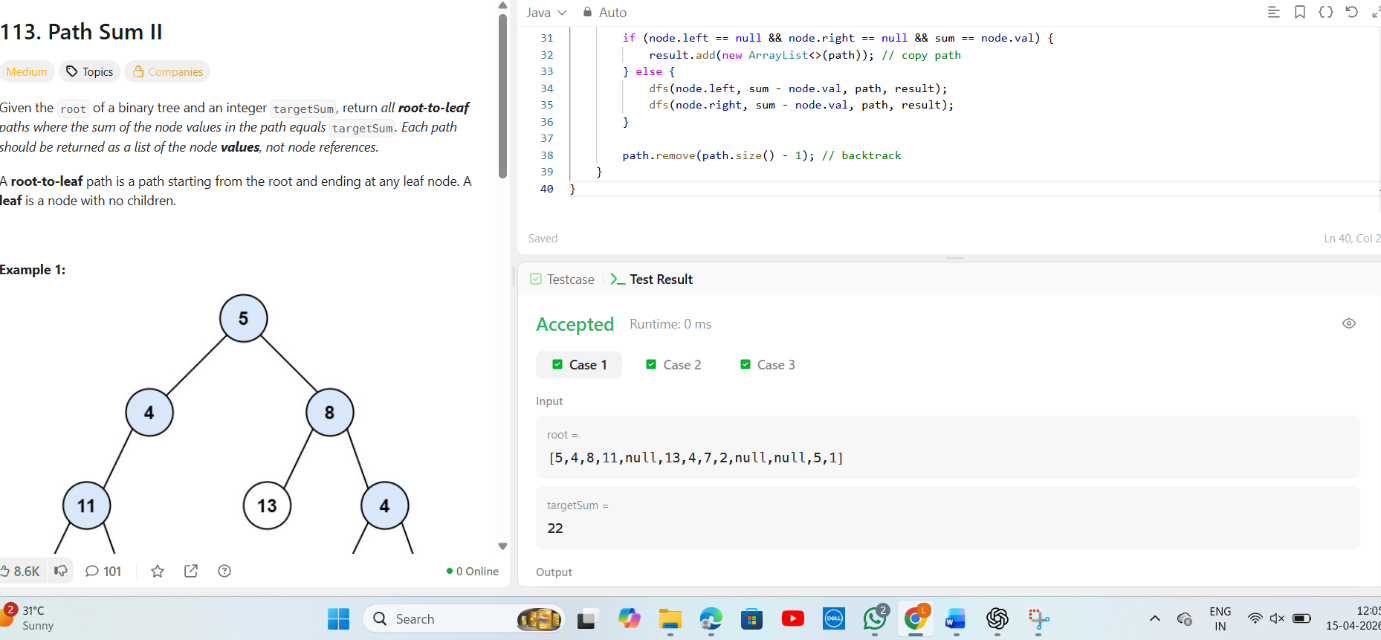 113. Path Sum II
Medium Topics Companies
Given the root of a binary tree and an integer targetSum, return all root-to-leaf
paths where the sum of the node values in the path equals targetSum. Each path
should be returned as a list of the node values, not node references.
A root-to-leaf path is a path starting from the root and ending at any leaf node. A
leaf is a node with no children.
Example 1:
5
4 8
11 13 4
8.6K 101
0 Online
Java Auto
31 if (node.left == null && node.right == null && sum == node.val) {
32 result.add(new ArrayList<>(path)); // copy path
33 } else {
34 dfs(node.left, sum - node.val, path, result);
35 dfs(node.right, sum - node.val, path, result);
36 }
37
38 path.remove(path.size() - 1); // backtrack
39 }
40 }
Saved Ln 40, Col 2
Testcase Test Result
Accepted Runtime: 0 ms
Case 1 Case 2 Case 3
Input
root =
[5,4,8,11,null,13,4,7,2,null,null,5,1]
targetSum =
22
Output
2 31°C
Sunny
Search
DELL
2
L
W
ENG
IN
12:05
15-04-2026